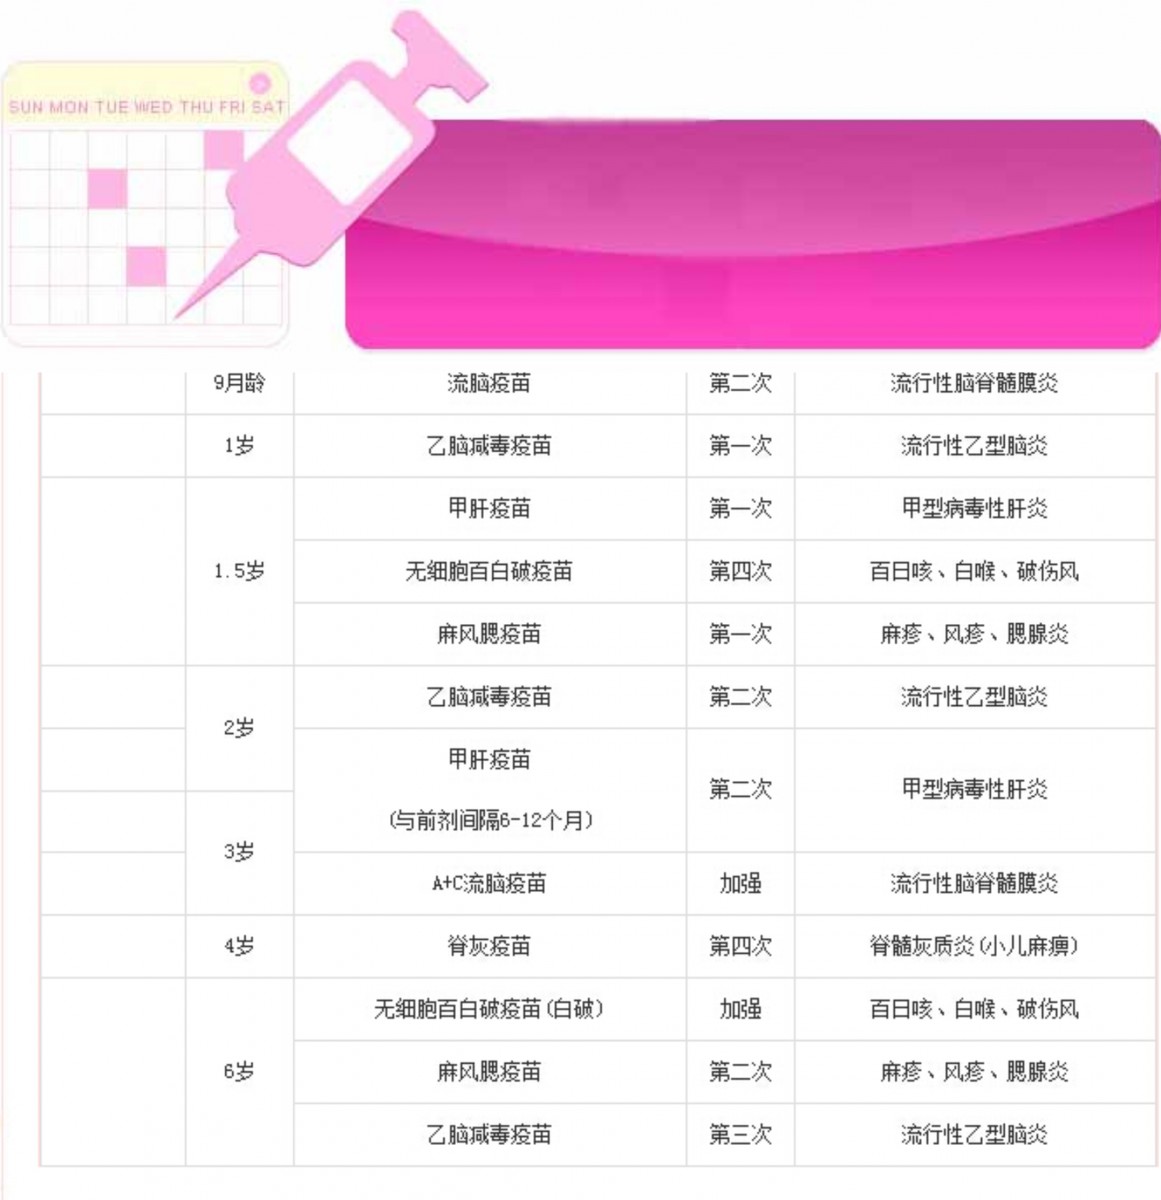 SUN MON TUE WED THU FRI SAT
9月龄 流脑疫苗 第二次 流行性脑脊髓膜炎
1岁 乙脑减毒疫苗 第一次 流行性乙型脑炎
甲肝疫苗 第一次 甲型病毒性肝炎
1.5岁 无细胞百白破疫苗 第四次 百日咳、白喉、破伤风
麻风腮疫苗 第一次 麻疹、风疹、腮腺炎
乙脑减毒疫苗 第二次 流行性乙型脑炎
2岁
甲肝疫苗
第二次 甲型病毒性肝炎
(与前剂间隔6-12个月)
3岁
A+C流脑疫苗 加强 流行性脑脊髓膜炎
4岁 脊灰疫苗 第四次 脊髓灰质炎(小儿麻痹)
无细胞百白破疫苗(白破) 加强 百日咳、白喉、破伤风
6岁 麻风腮疫苗 第二次 麻疹、风疹、腮腺炎
乙脑减毒疫苗 第三次 流行性乙型脑炎